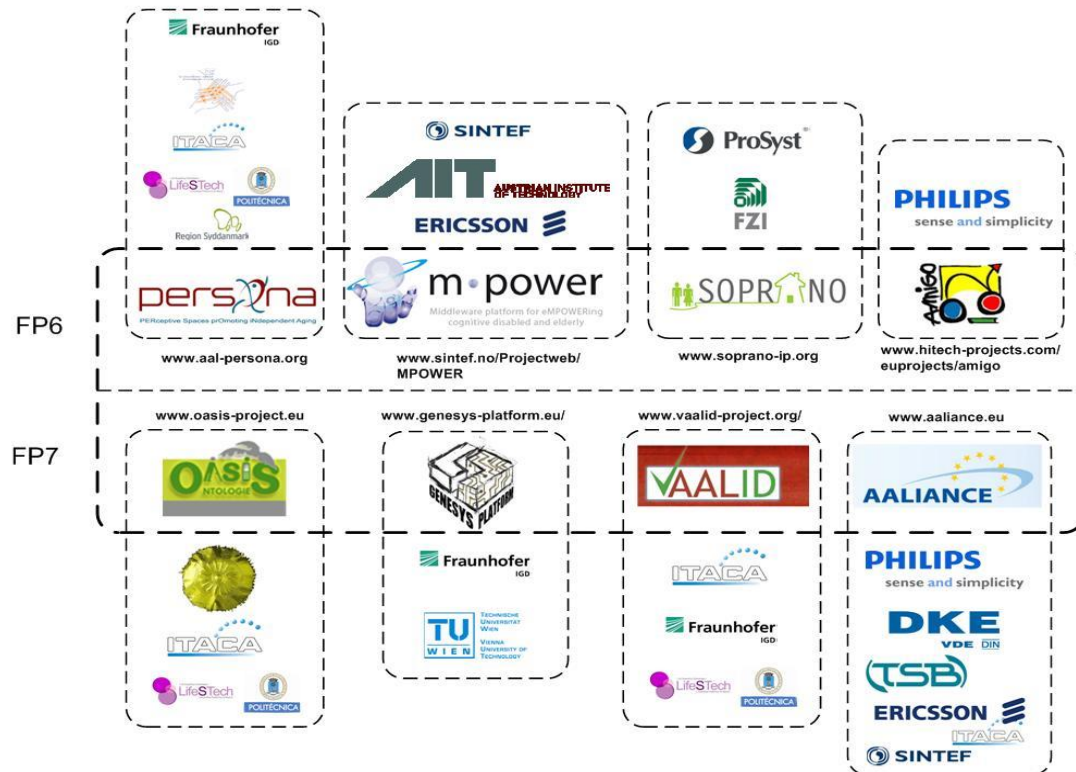 Fraunhofer
IGD
ITACA
LifeSTech
POLITÉCNICA
Region Syddanmark
SINTEF
AIT AUSTRIAN INSTITUTE
OF TECHNOLOGY
ERICSSON
ProSyst
FZI
PHILIPS
sense and simplicity
FP6
persona
PERceptive Spaces prOmoting iNdependent Aging
m·power
Middleware platform for eMPOWERing
cognitive disabled and elderly
SOPRANO
AMiGO
www.aal-persona.org
www.sintef.no/Projectweb/
MPOWER
www.soprano-ip.org
www.hitech-projects.com/
euprojects/amigo
www.oasis-project.eu
www.genesys-platform.eu/
www.vaalid-project.org/
www.aaliance.eu
FP7
OASIS
NTOLOGIE
GENESYS PLATFORM
VAALID
AALIANCE
ITACA
LifeSTech
POLITÉCNICA
Fraunhofer
IGD
TU
WIEN
TECHNISCHE
UNIVERSITÄT
WIEN
VIENNA
UNIVERSITY OF
TECHNOLOGY
ITACA
Fraunhofer
IGD
LifeSTech
POLITÉCNICA
PHILIPS
sense and simplicity
DKE
VDE DIN
(TSB)
ERICSSON
ITACA
SINTEF